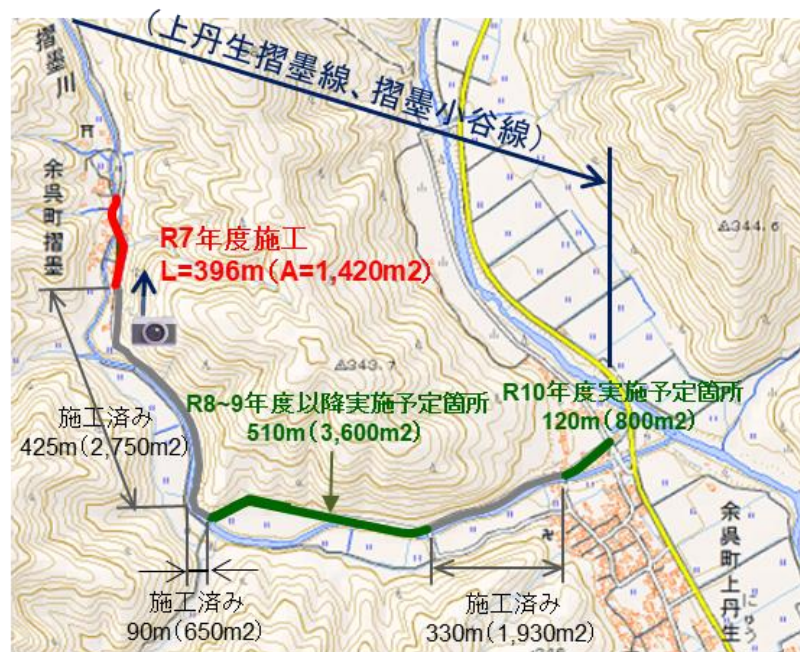 (上丹生摺墨線、摺墨小谷線)
摺墨川
余呉町摺墨
R7年度施工
L=396m(A=1,420m2)
△344.6
△343.7
R8~9年度以降実施予定箇所
510m(3,600m2)
R10年度実施予定箇所
120m(800m2)
施工済み
425m(2,750m2)
施工済み
90m(650m2)
施工済み
330m(1,930m2)
余呉町上丹生
にゅう